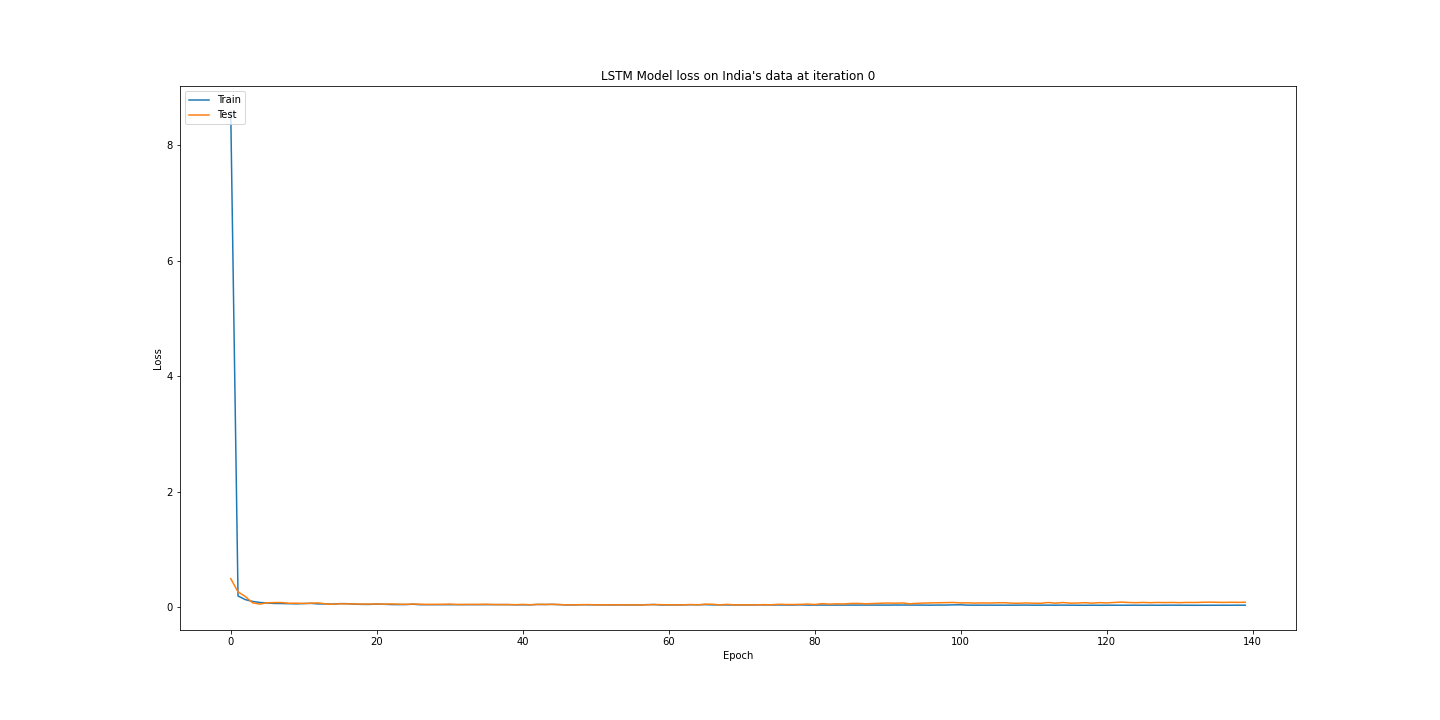 LSTM Model loss on India's data at iteration 0
Train
Test
8
6
4
2
0
Loss
0 20 40 60 80 100 120 140
Epoch